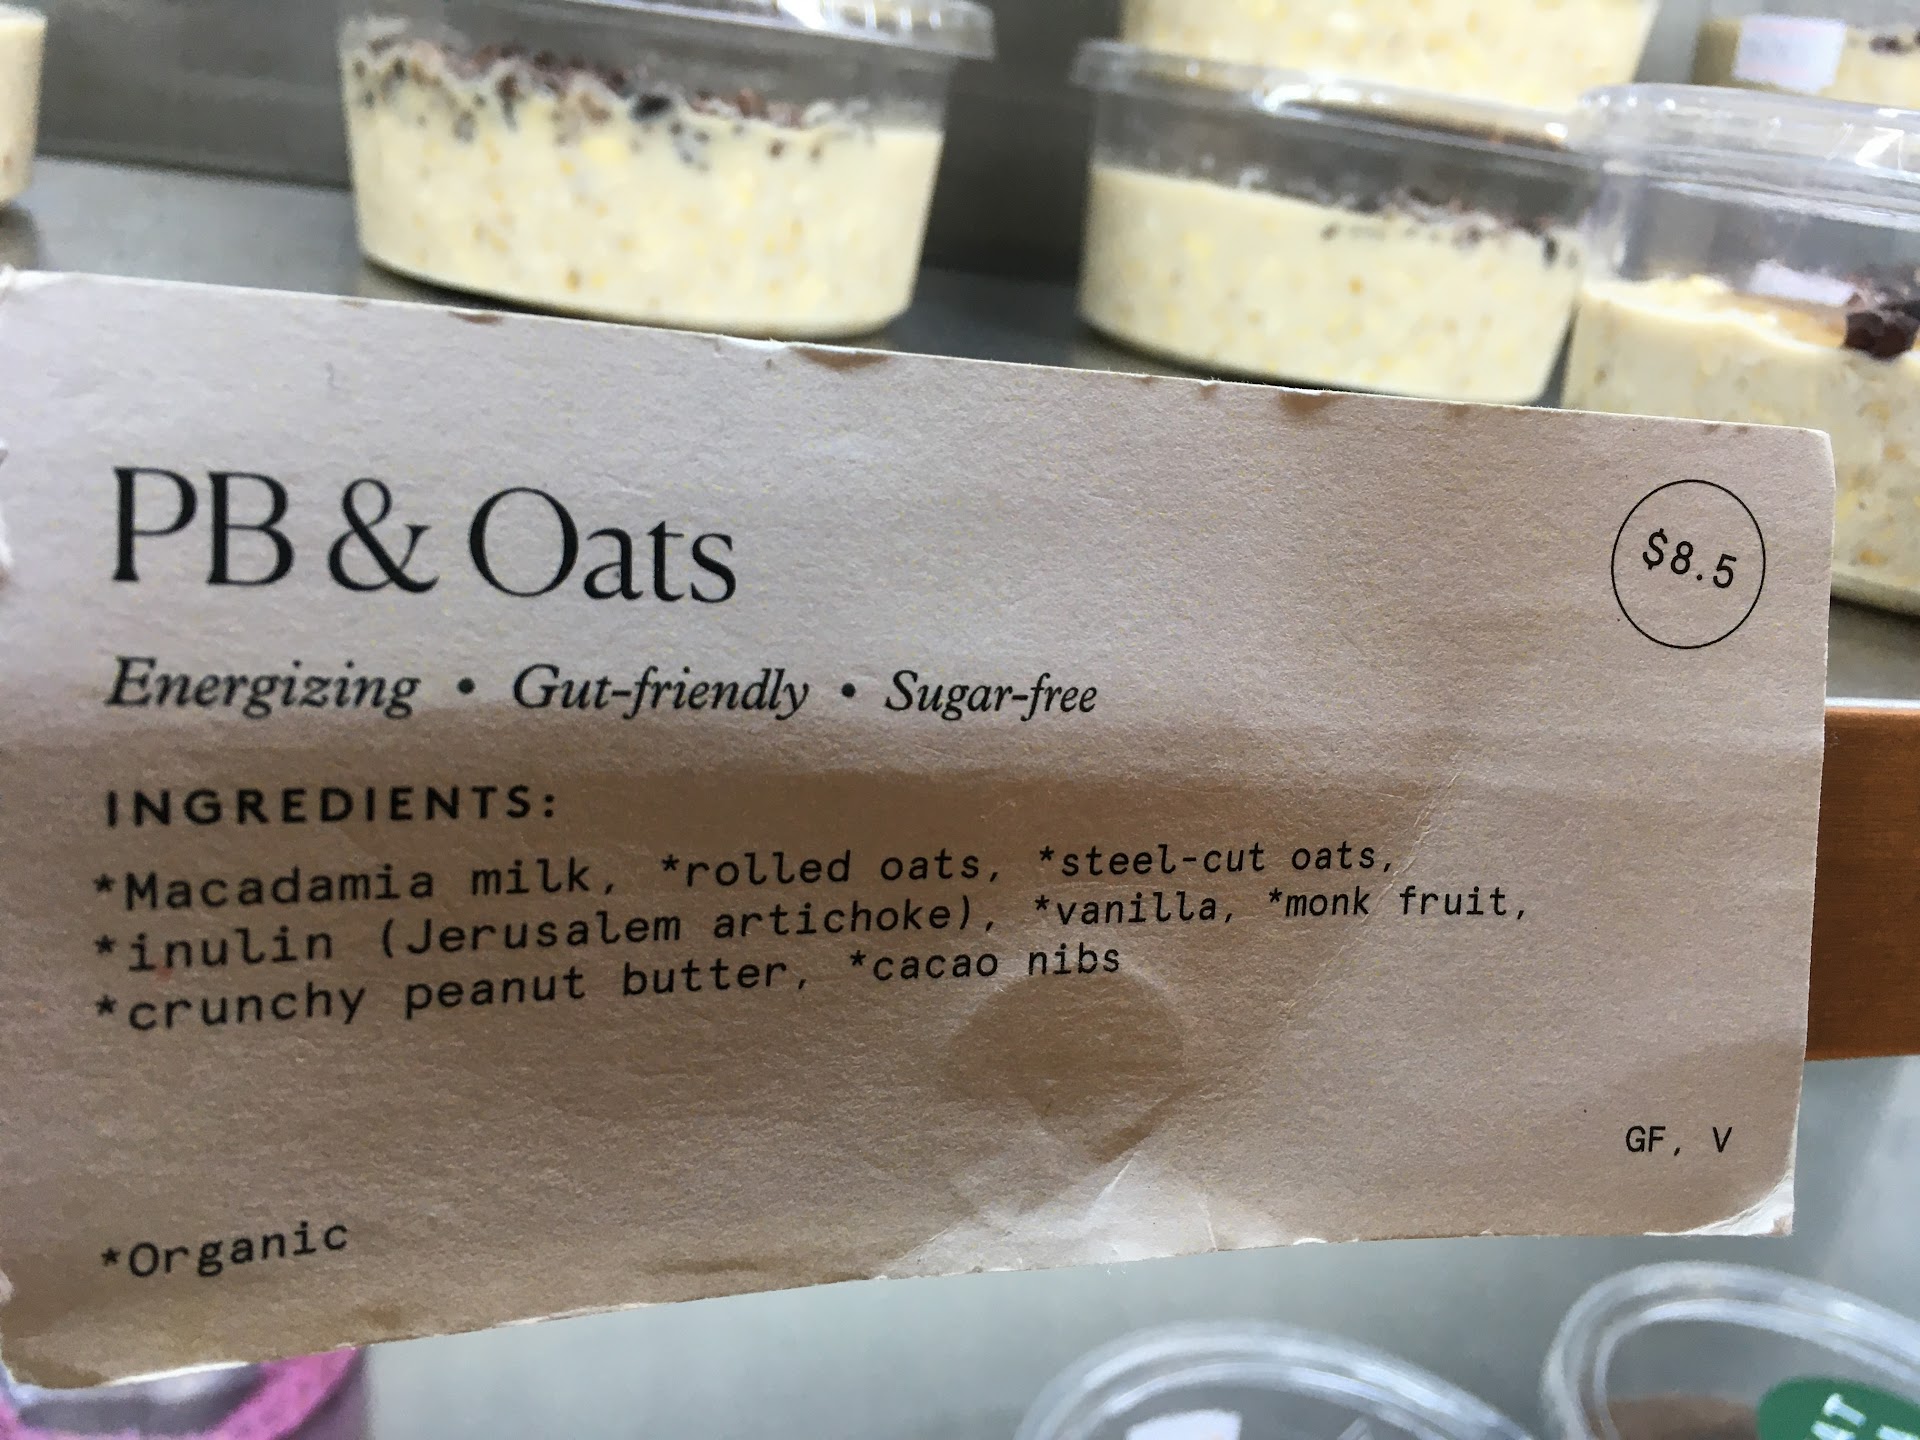 PB & Oats
$8.5
Energizing • Gut-friendly • Sugar-free
INGREDIENTS:
*Macadamia milk, *rolled oats, *steel-cut oats,
*inulin (Jerusalem artichoke), *vanilla, *monk fruit,
*crunchy peanut butter, *cacao nibs
GF, V
*Organic